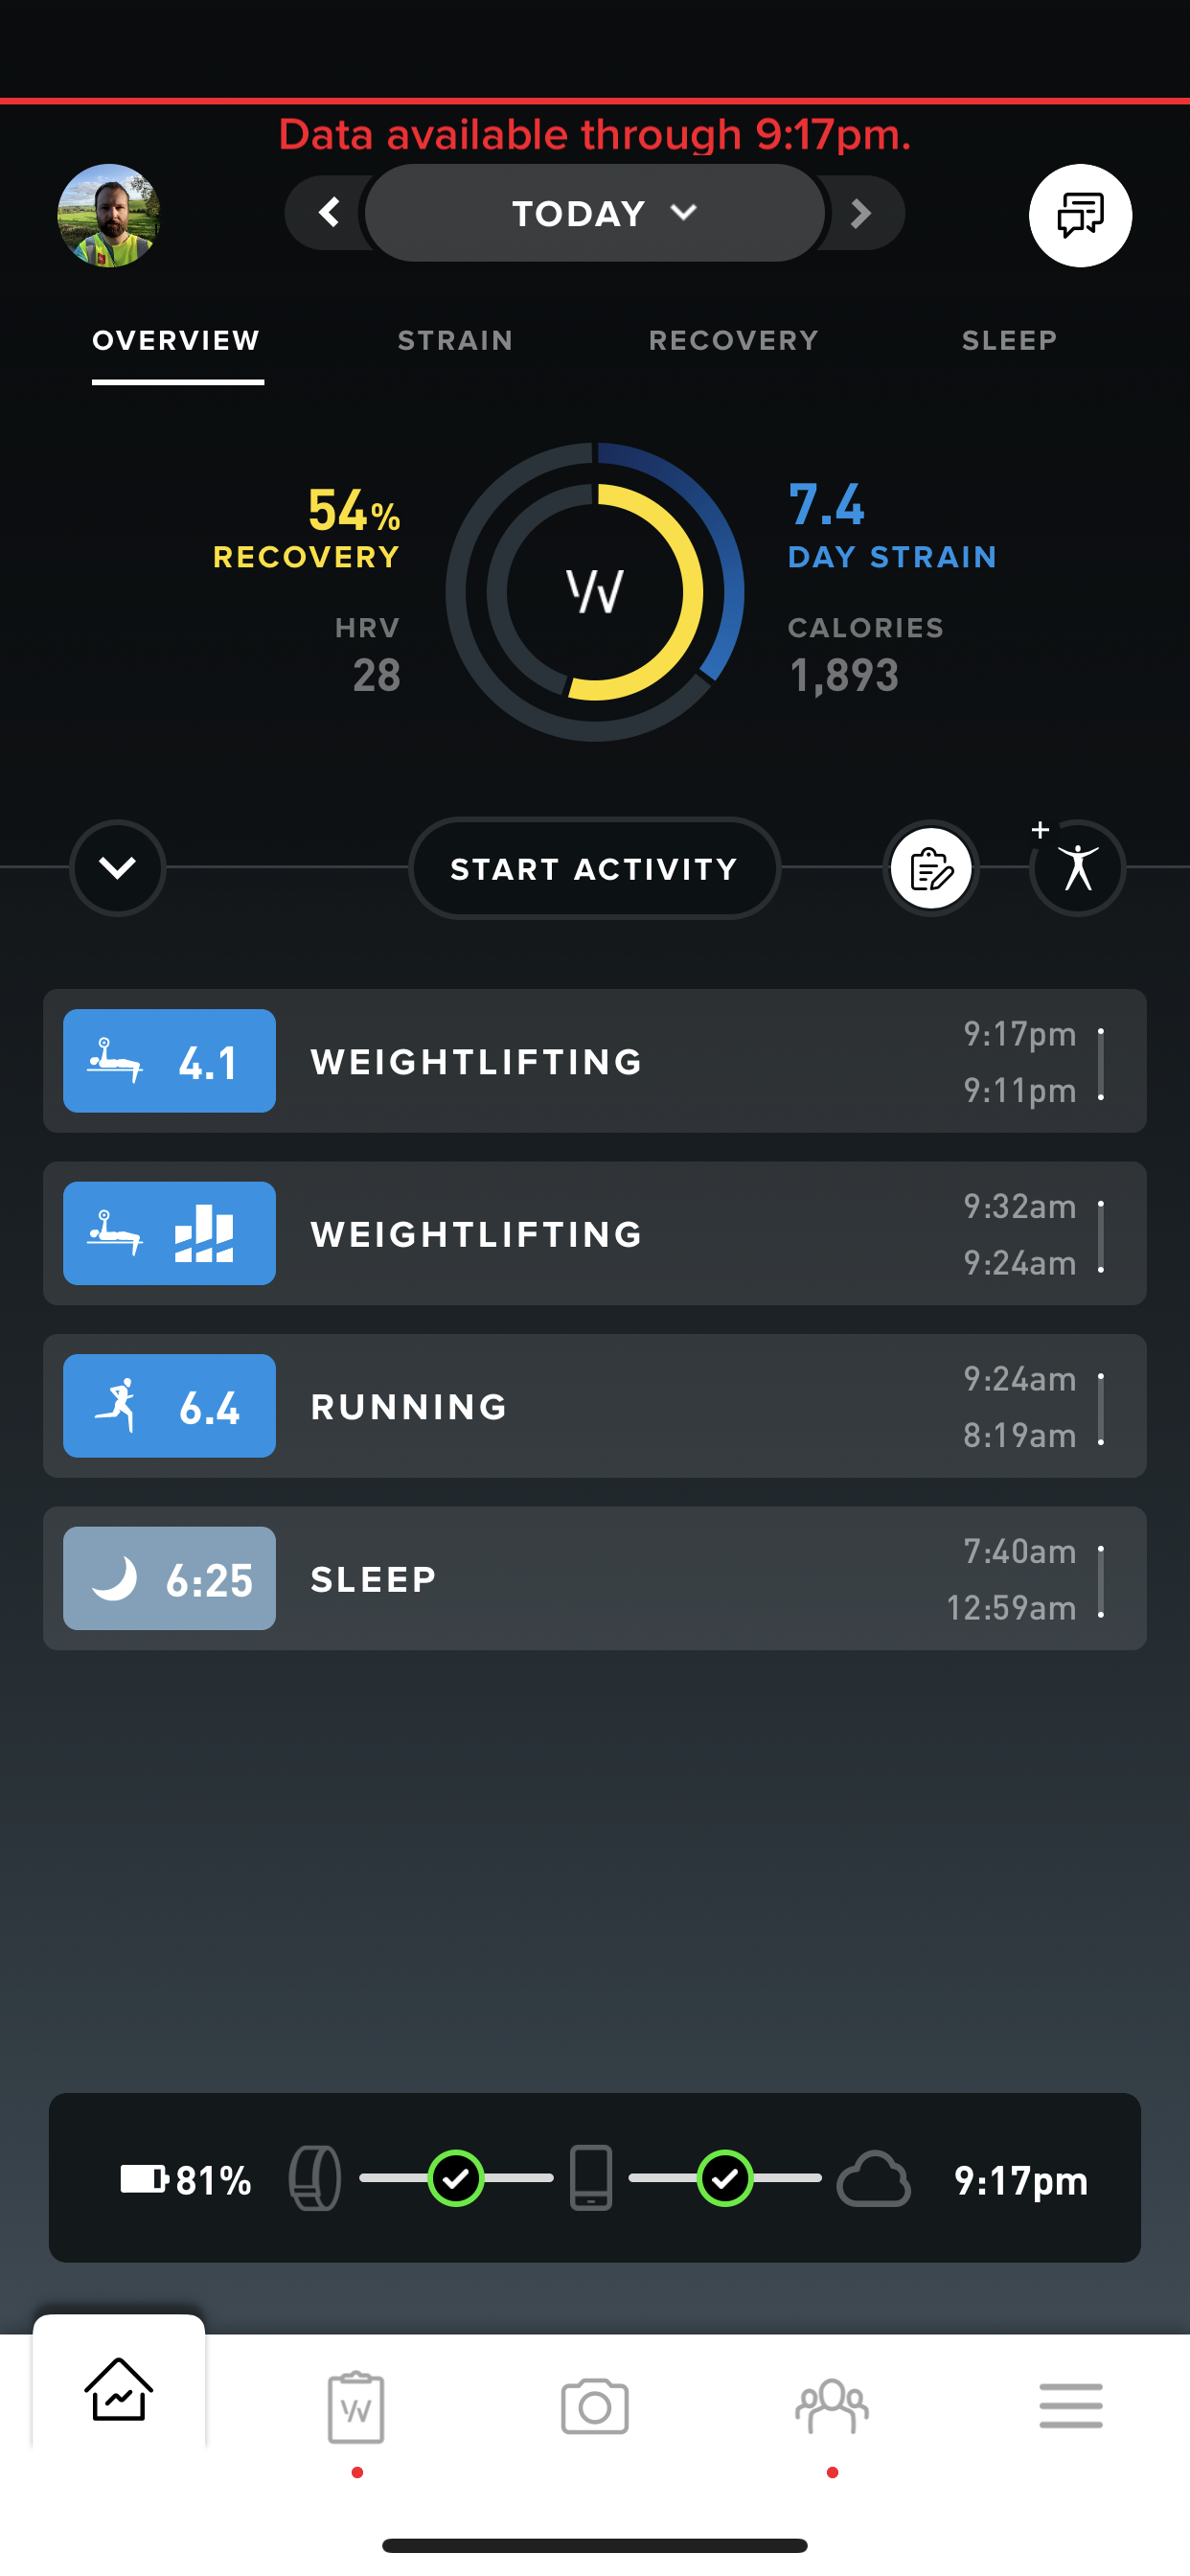 Data available through 9:17pm.
TODAY
OVERVIEW STRAIN RECOVERY SLEEP
54%
RECOVERY
HRV
28
7.4
DAY STRAIN
CALORIES
1,893
START ACTIVITY
4.1 WEIGHTLIFTING 9:17pm
9:11pm
WEIGHTLIFTING 9:32am
9:24am
6.4 RUNNING 9:24am
8:19am
6:25 SLEEP 7:40am
12:59am
81% 9:17pm